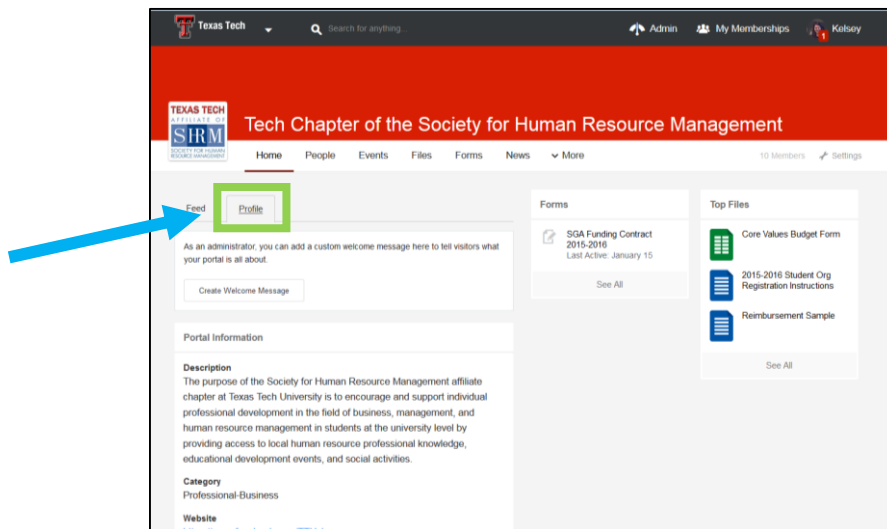 Texas Tech
Search for anything...
Admin
My Memberships
1
Kelsey
TEXAS TECH
AFFILIATE OF
SHRM
SOCIETY FOR HUMAN
RESOURCE MANAGEMENT
Tech Chapter of the Society for Human Resource Management
Home People Events Files Forms News More
10 Members Settings
Feed Profile
As an administrator, you can add a custom welcome message here to tell visitors what
your portal is all about.
Create Welcome Message
Portal Information
Description
The purpose of the Society for Human Resource Management affiliate
chapter at Texas Tech University is to encourage and support individual
professional development in the field of business, management, and
human resource management in students at the university level by
providing access to local human resource professional knowledge,
educational development events, and social activities.
Category
Professional-Business
Website
Forms
SGA Funding Contract
2015-2016
Last Active: January 15
See All
Top Files
Core Values Budget Form
2015-2016 Student Org
Registration Instructions
Reimbursement Sample
See All